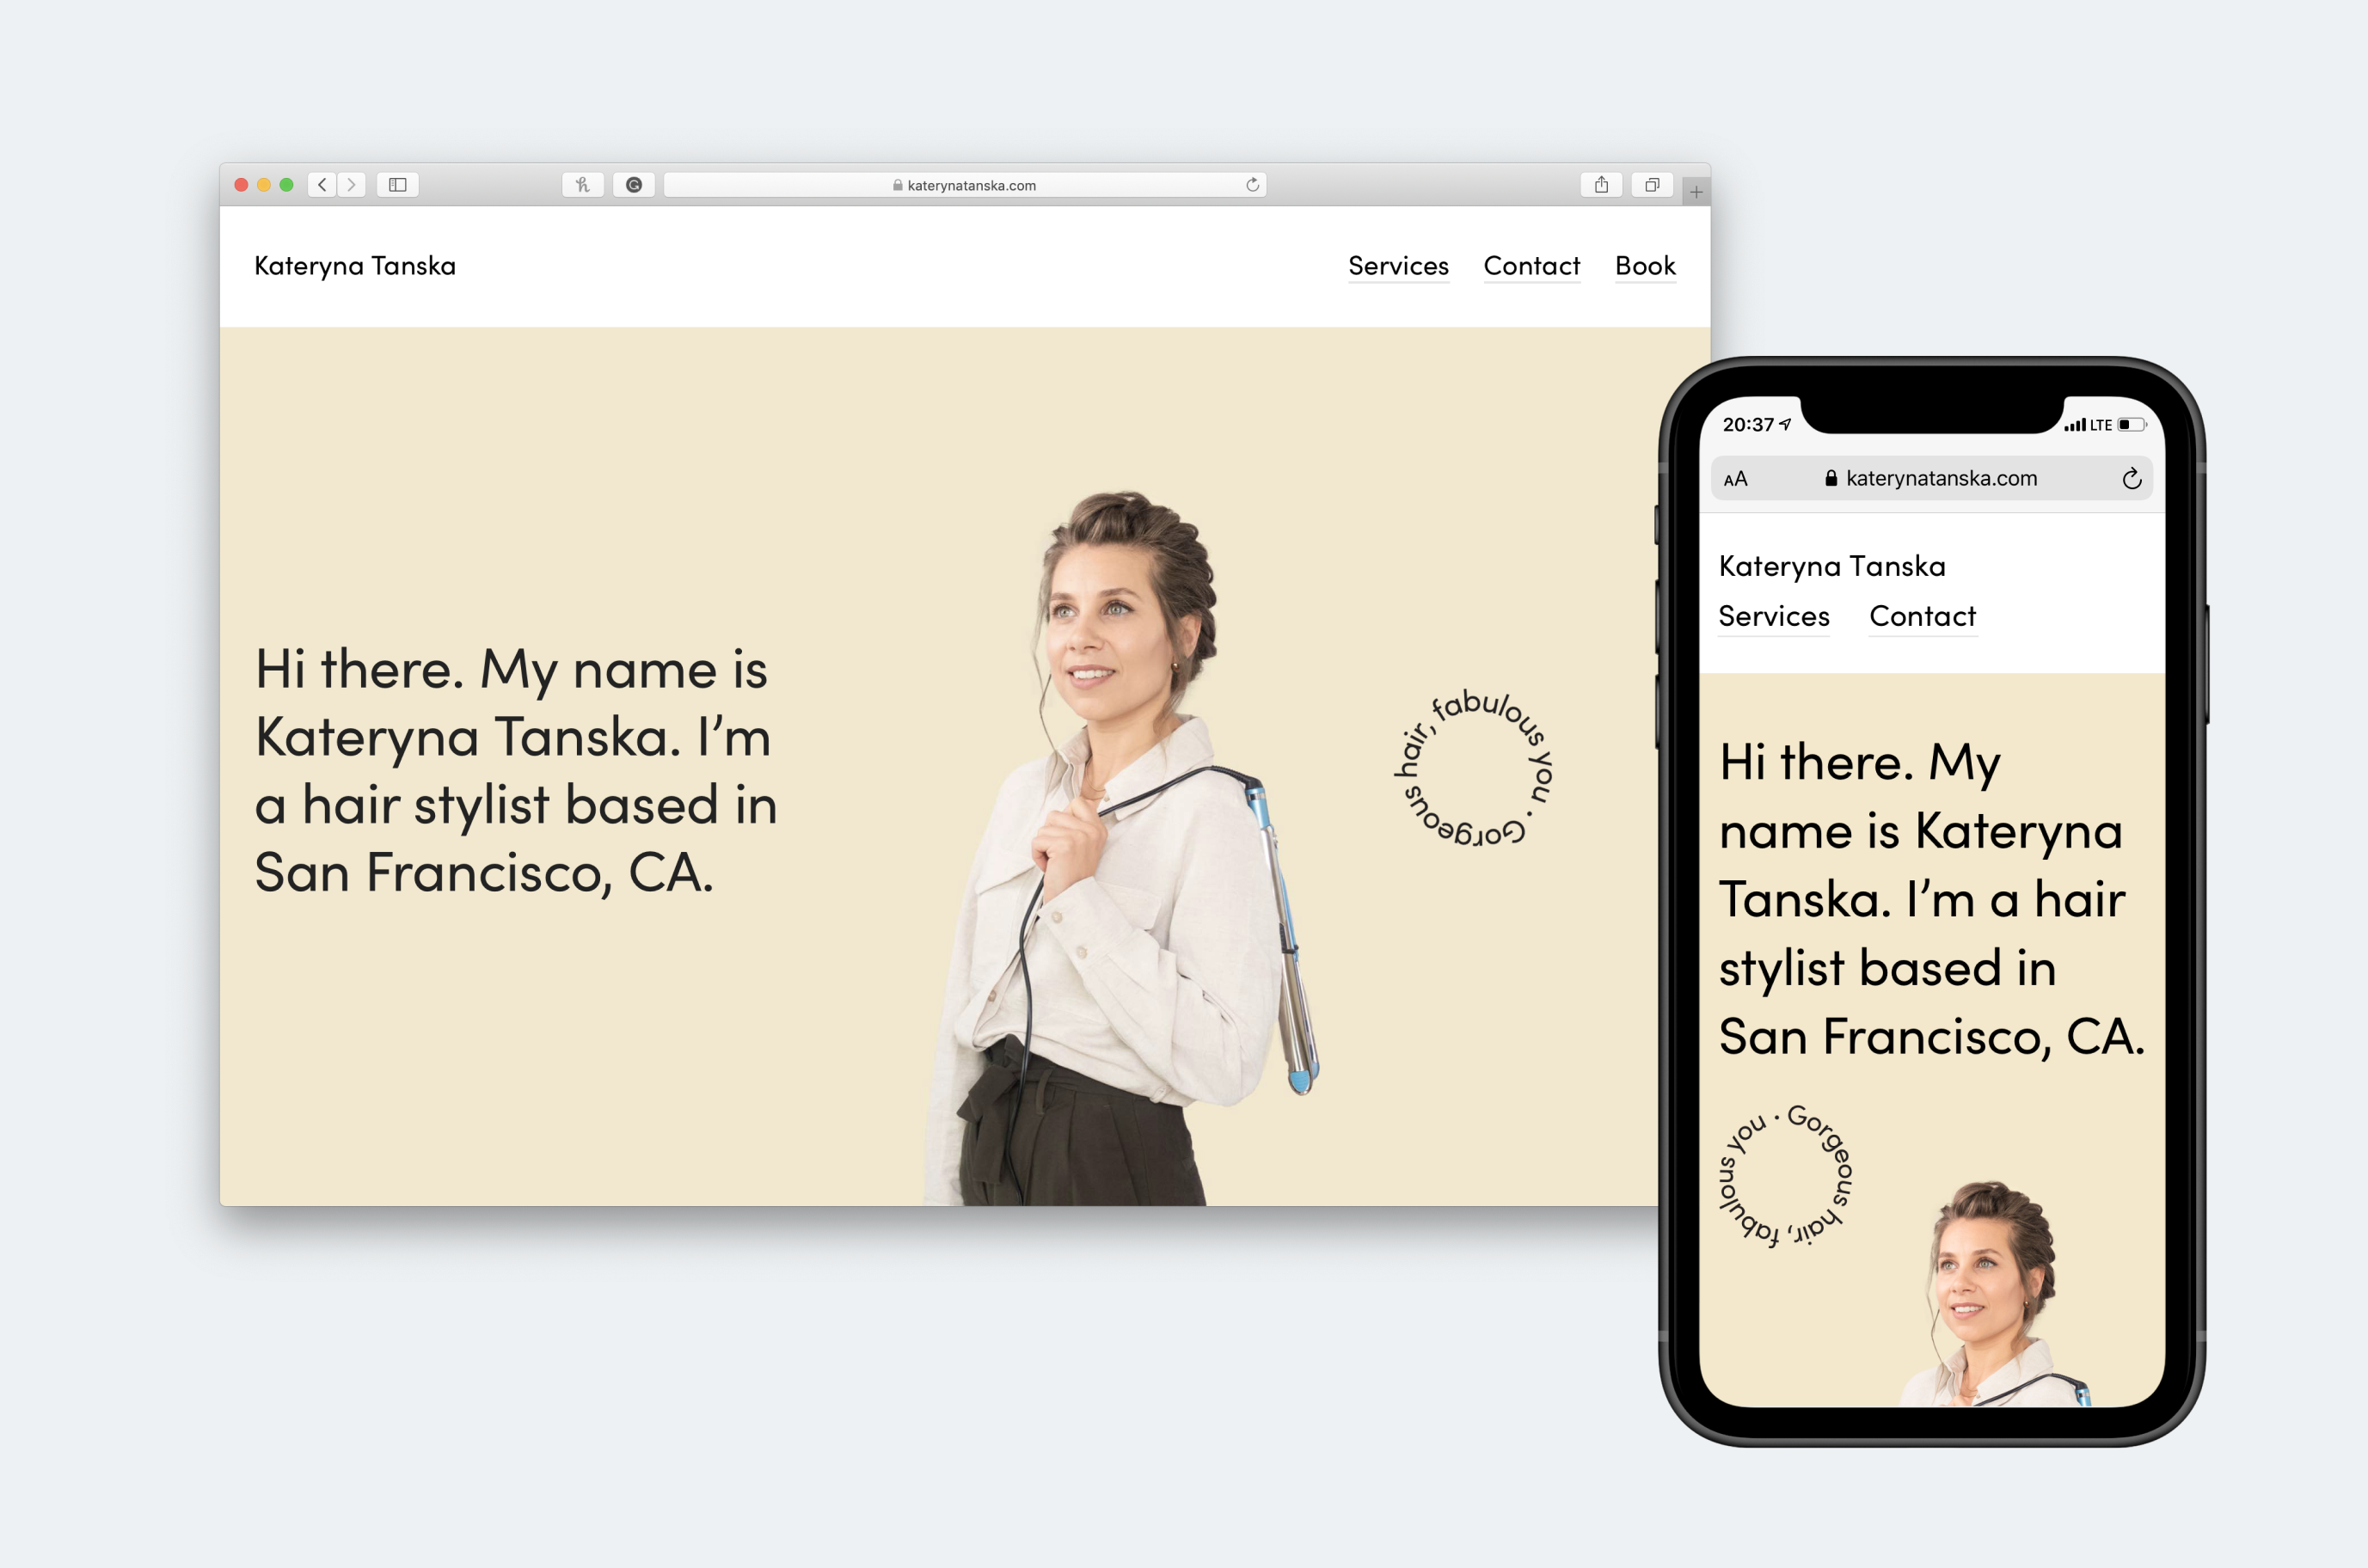 katerynatanska.com
Kateryna Tanska
Services Contact Book
Hi there. My name is
Kateryna Tanska. I’m
a hair stylist based in
San Francisco, CA.
Gorgeous hair, fabulous you ·
20:37
LTE
AA
katerynatanska.com
Kateryna Tanska
Services Contact
Hi there. My
name is Kateryna
Tanska. I’m a hair
stylist based in
San Francisco, CA.
Gorgeous hair, fabulous you ·